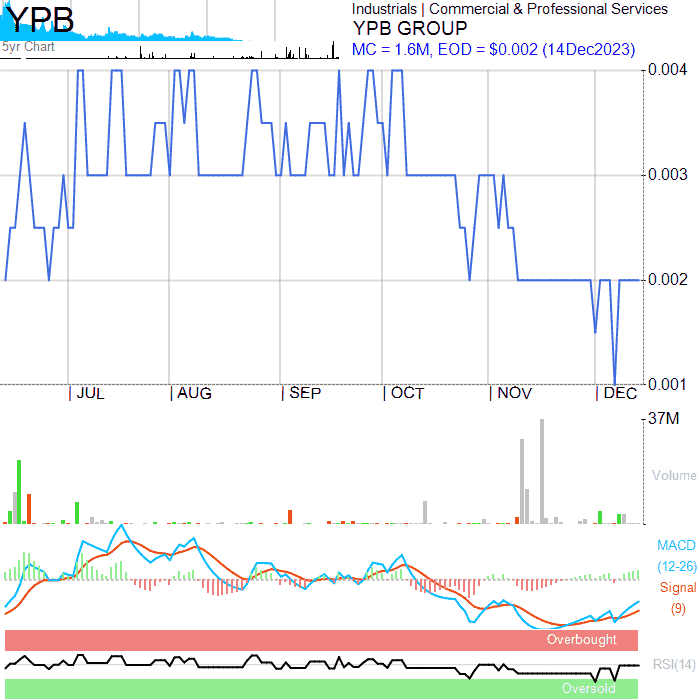 YPB
Industrials | Commercial & Professional Services
YPB GROUP
5yr Chart
MC = 1.6M, EOD = $0.002 (14Dec2023)
0.004
0.003
0.002
0.001
JUL
AUG
SEP
OCT
NOV
DEC
37M
Volume
MACD
(12-26)
Signal
(9)
Overbought
RSI(14)
Oversold